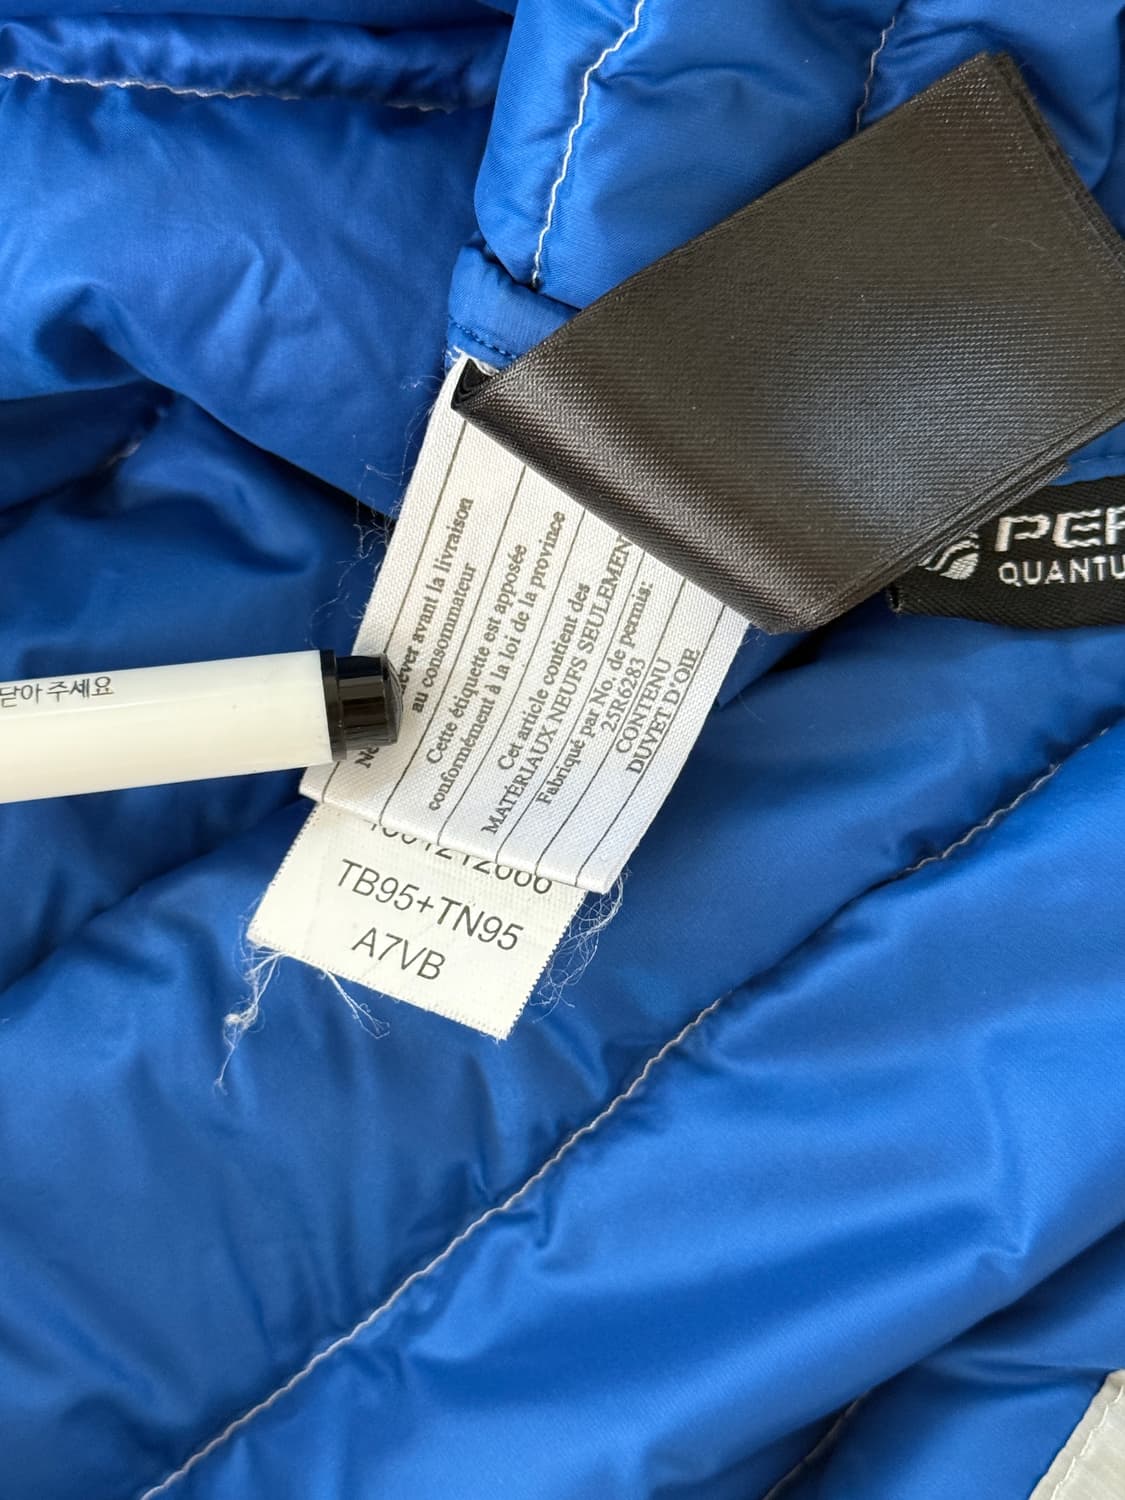 닫아 주세요
avant la livraison
au consommateur
Cette étiquette est apposée
conformément à la loi de la province
Cet article contient des
MATÉRIAUX NEUFS SEULEMEN
Fabriqué par No. de permis:
25R6283
CONTENU
DUVET D'OIE
TB95+TN95
A7VB
PER
QUANTU